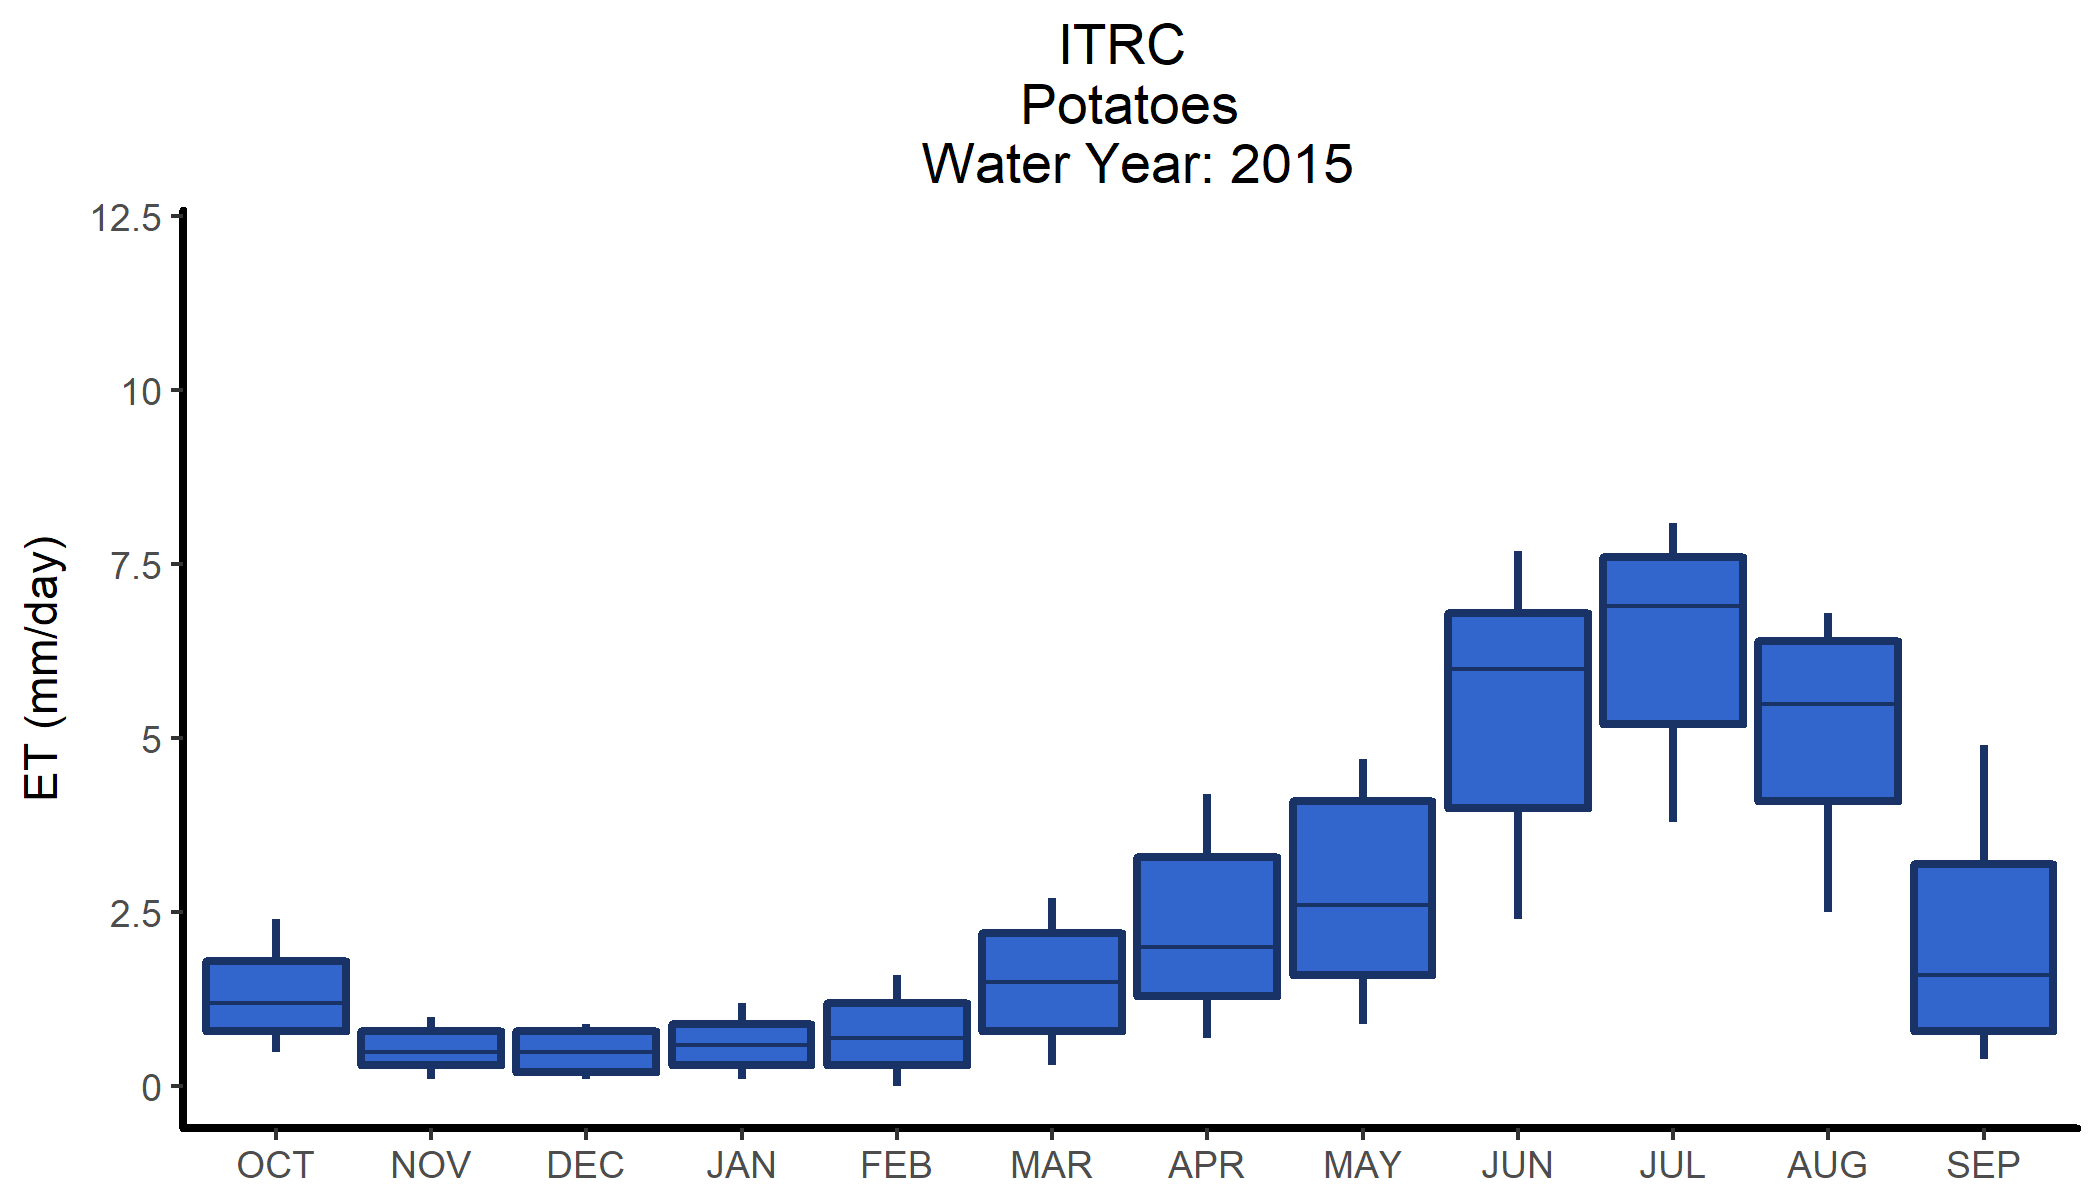 ITRC
Potatoes
Water Year: 2015
ET (mm/day)
12.5
10
7.5
5
2.5
0
OCT NOV DEC JAN FEB MAR APR MAY JUN JUL AUG SEP